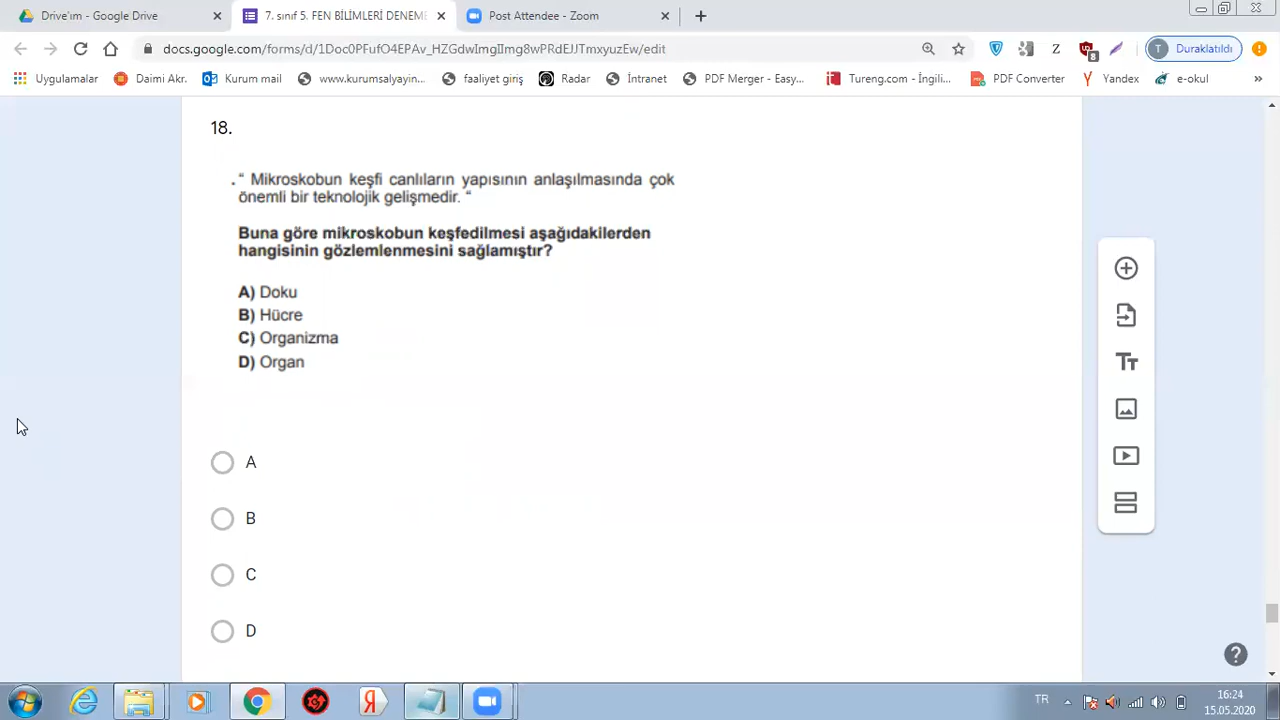 Drive'ım - Google Drive
7. sınıf 5. FEN BİLİMLERİ DENEME
Post Attendee - Zoom
docs.google.com/forms/d/1Doc0PFufO4EPAv_HZGdwImgIImg8wPRdEJJTmxyuzEw/edit
8
T Duraklatıldı
Uygulamalar
Daimi Akr.
Kurum mail
www.kurumsalyayin...
faaliyet giriş
Radar
İntranet
PDF Merger - Easy...
Tureng.com - İngili...
PDF Converter
Yandex
e-okul
»
18.
. “ Mikroskobun keşfi canlıların yapısının anlaşılmasında çok
önemli bir teknolojik gelişmedir. “
Buna göre mikroskobun keşfedilmesi aşağıdakilerden
hangisinin gözlemlenmesini sağlamıştır?
A) Doku
B) Hücre
C) Organizma
D) Organ
A
B
C
D
TR
16:24
15.05.2020